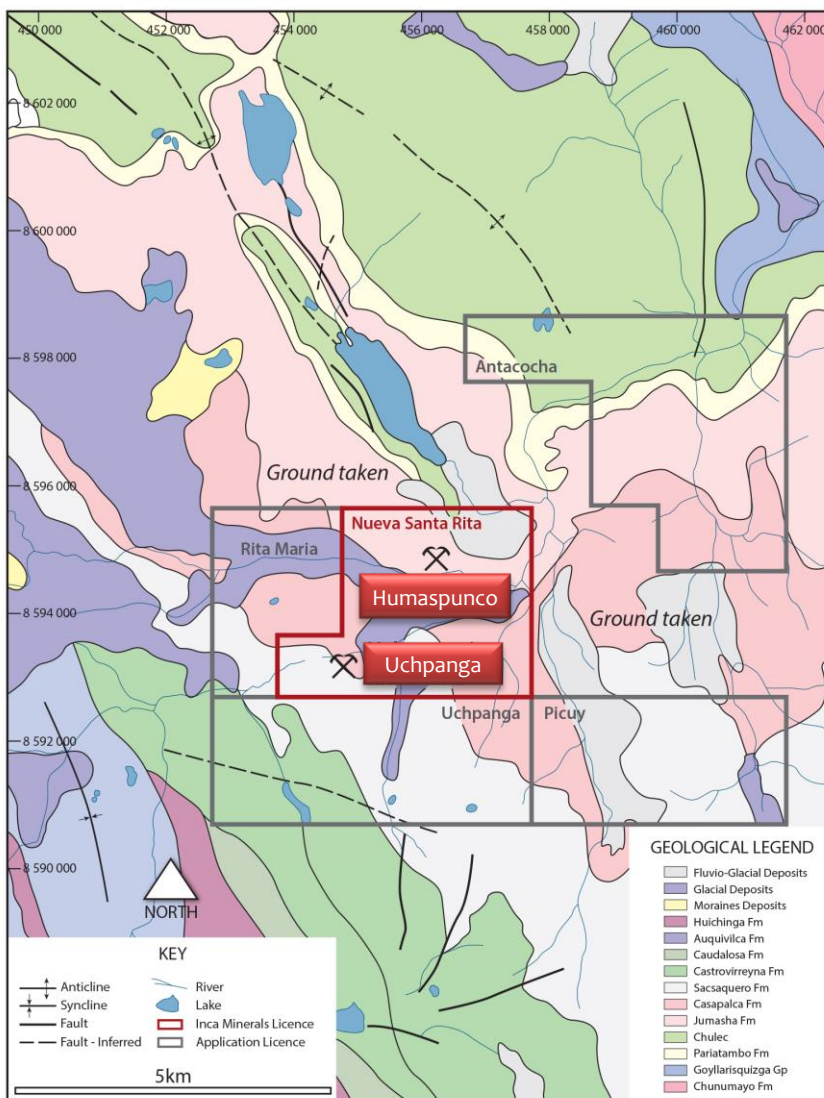 450 000
452 000
454 000
456 000
458 000
460 000
462 000
8 602 000
8 600 000
8 598 000
Antacocha
8 596 000
Ground taken
Nueva Santa Rita
Rita Maria
Humaspunco
8 594 000
Ground taken
Uchpanga
Uchpanga
Picuy
8 592 000
8 590 000
NORTH
KEY
Anticline
Syncline
Fault
Fault - Inferred
River
Lake
Inca Minerals Licence
Application Licence
5km
GEOLOGICAL LEGEND
Fluvio-Glacial Deposits
Glacial Deposits
Moraines Deposits
Huichinga Fm
Auquivilca Fm
Caudalosa Fm
Castrovirreyna Fm
Sacsaquero Fm
Casapalca Fm
Jumasha Fm
Chulec
Pariatambo Fm
Goyllarisquizga Gp
Chunumayo Fm